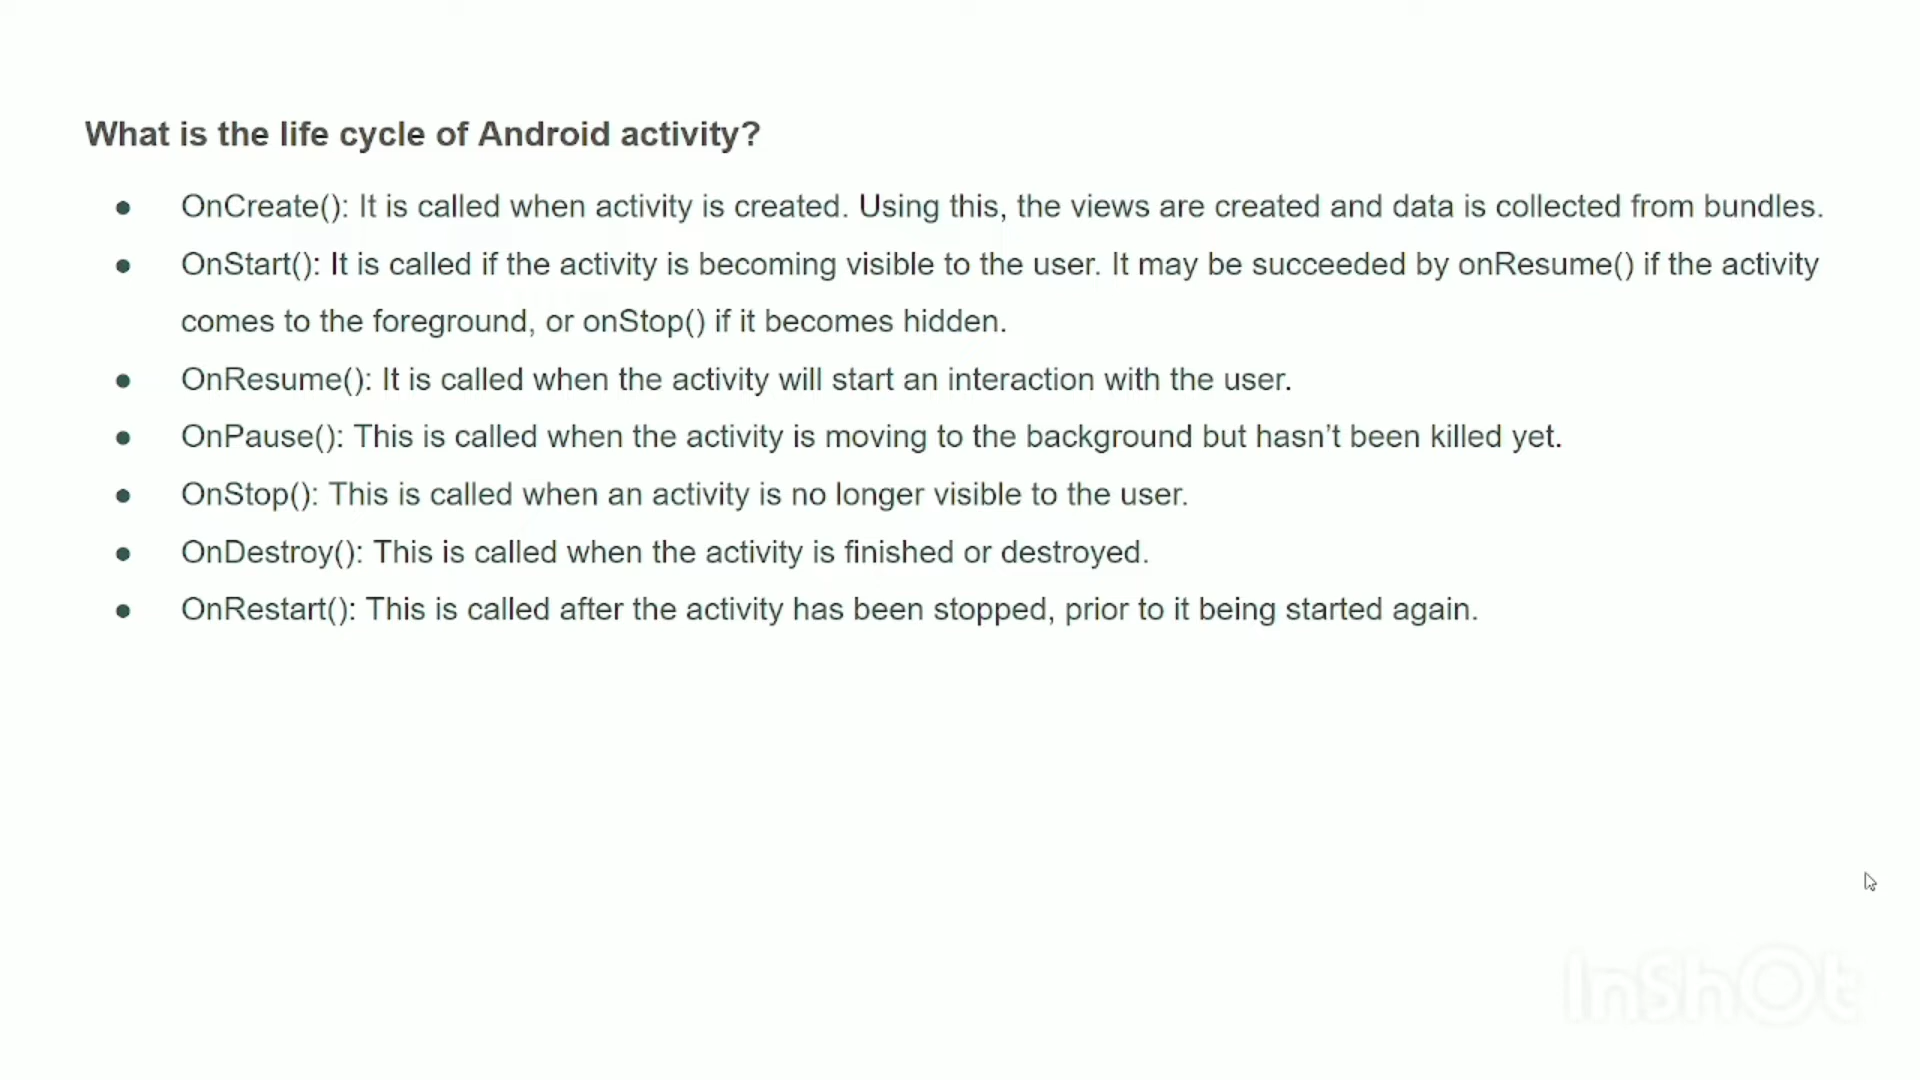 What is the life cycle of Android activity?
● OnCreate(): It is called when activity is created. Using this, the views are created and data is collected from bundles.
● OnStart(): It is called if the activity is becoming visible to the user. It may be succeeded by onResume() if the activity
comes to the foreground, or onStop() if it becomes hidden.
● OnResume(): It is called when the activity will start an interaction with the user.
● OnPause(): This is called when the activity is moving to the background but hasn’t been killed yet.
● OnStop(): This is called when an activity is no longer visible to the user.
● OnDestroy(): This is called when the activity is finished or destroyed.
● OnRestart(): This is called after the activity has been stopped, prior to it being started again.
InShOt